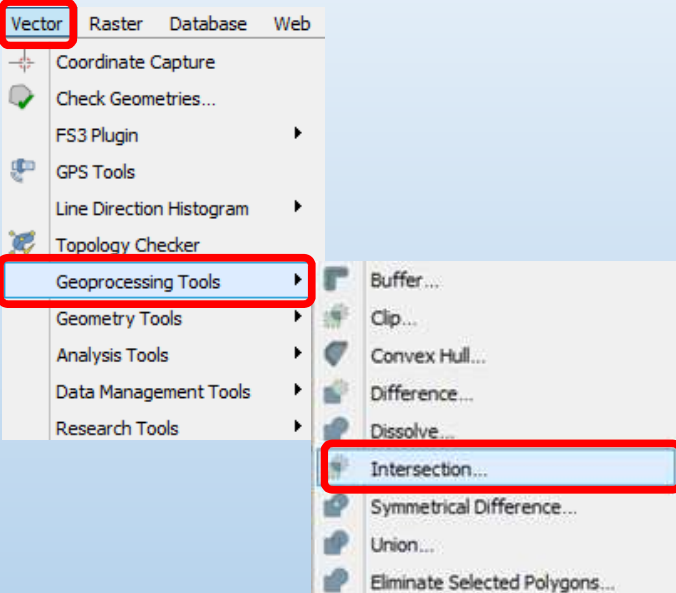 Vector Raster Database Web
Coordinate Capture
Check Geometries...
FS3 Plugin
GPS Tools
Line Direction Histogram
Topology Checker
Geoprocessing Tools
Geometry Tools
Analysis Tools
Data Management Tools
Research Tools
Buffer...
Clip...
Convex Hull...
Difference...
Dissolve...
Intersection...
Symmetrical Difference...
Union...
Eliminate Selected Polygons...